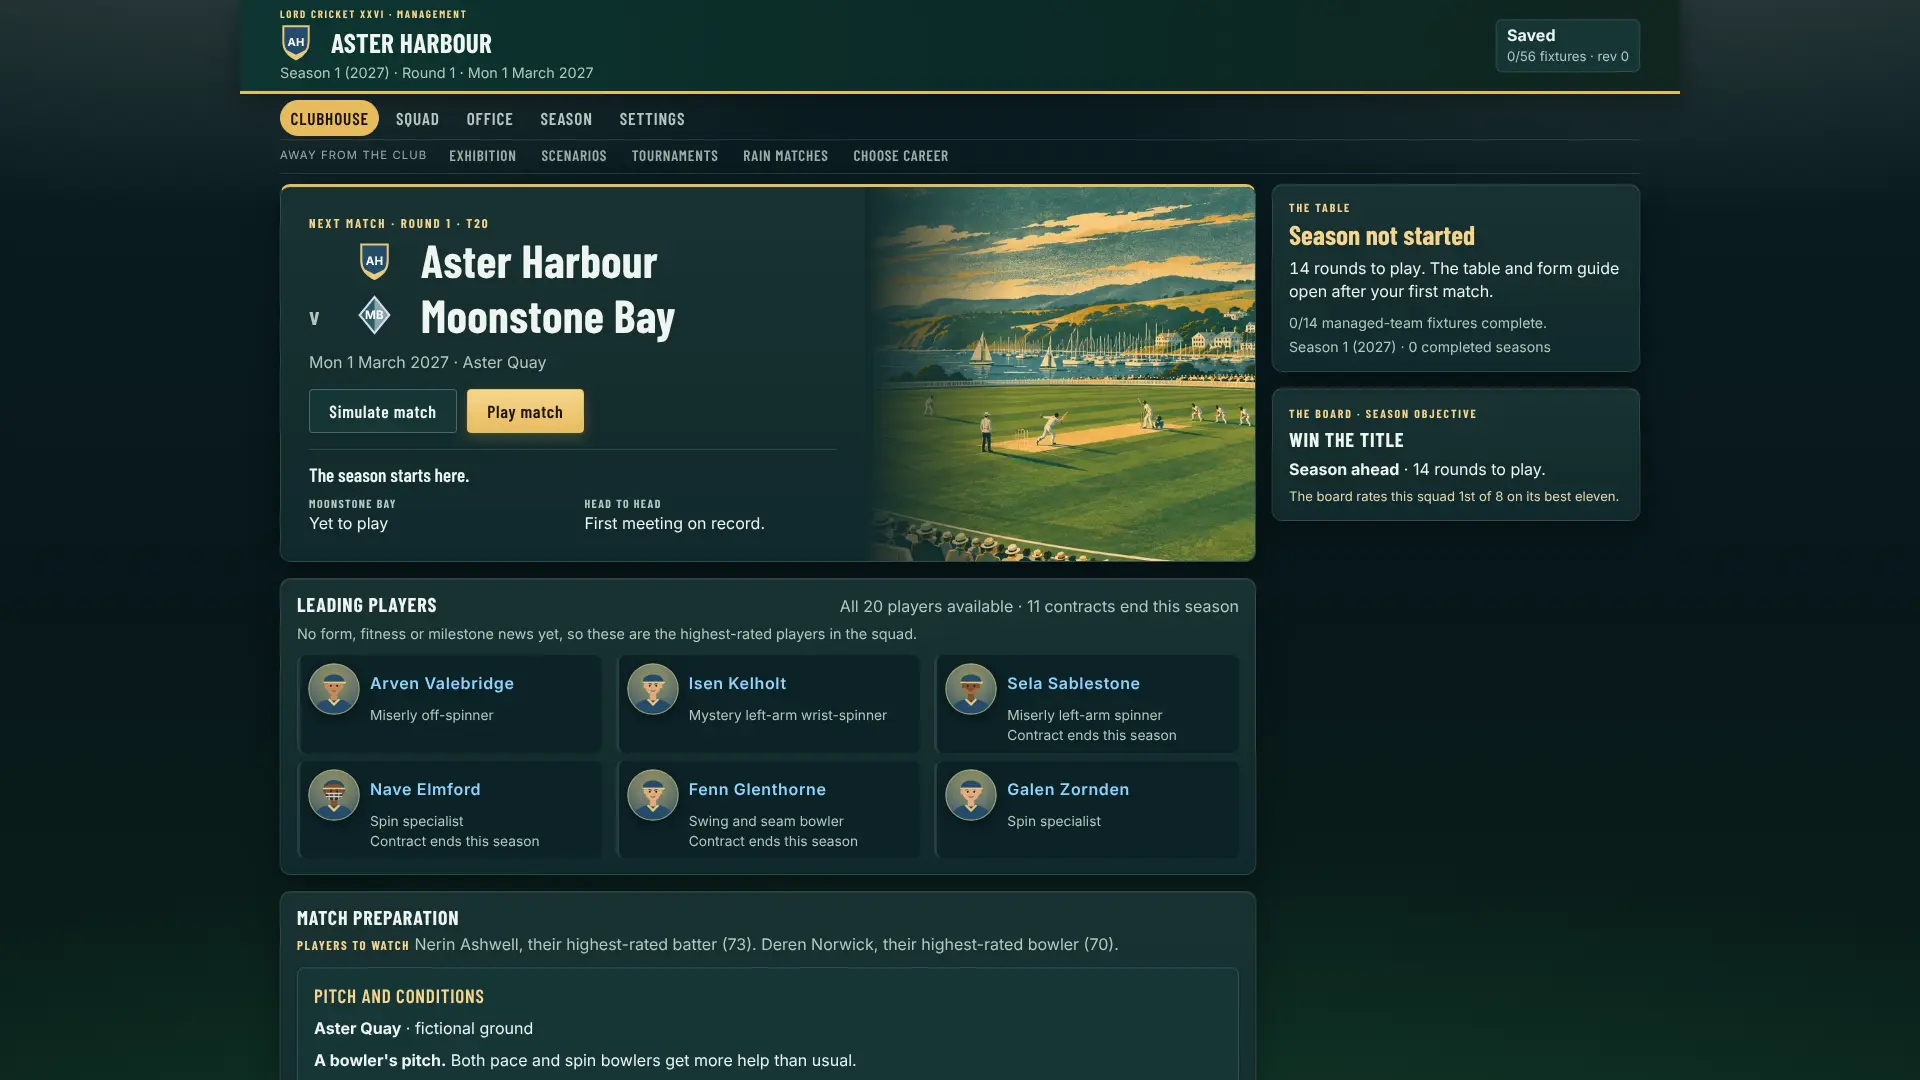 LORD CRICKET XXVI · MANAGEMENT
AH
ASTER HARBOUR
Season 1 (2027) · Round 1 · Mon 1 March 2027
Saved
0/56 fixtures · rev 0
CLUBHOUSE SQUAD OFFICE SEASON SETTINGS
AWAY FROM THE CLUB EXHIBITION SCENARIOS TOURNAMENTS RAIN MATCHES CHOOSE CAREER
NEXT MATCH · ROUND 1 · T20
AH Aster Harbour
V MB Moonstone Bay
Mon 1 March 2027 · Aster Quay
Simulate match Play match
The season starts here.
MOONSTONE BAY
Yet to play
HEAD TO HEAD
First meeting on record.
THE TABLE
Season not started
14 rounds to play. The table and form guide
open after your first match.
0/14 managed-team fixtures complete.
Season 1 (2027) · 0 completed seasons
THE BOARD · SEASON OBJECTIVE
WIN THE TITLE
Season ahead · 14 rounds to play.
The board rates this squad 1st of 8 on its best eleven.
LEADING PLAYERS
All 20 players available · 11 contracts end this season
No form, fitness or milestone news yet, so these are the highest-rated players in the squad.
Arven Valebridge
Miserly off-spinner
Isen Kelholt
Mystery left-arm wrist-spinner
Sela Sablestone
Miserly left-arm spinner
Contract ends this season
Nave Elmford
Spin specialist
Contract ends this season
Fenn Glenthorne
Swing and seam bowler
Contract ends this season
Galen Zornden
Spin specialist
MATCH PREPARATION
PLAYERS TO WATCH Nerin Ashwell, their highest-rated batter (73). Deren Norwick, their highest-rated bowler (70).
PITCH AND CONDITIONS
Aster Quay · fictional ground
A bowler's pitch. Both pace and spin bowlers get more help than usual.